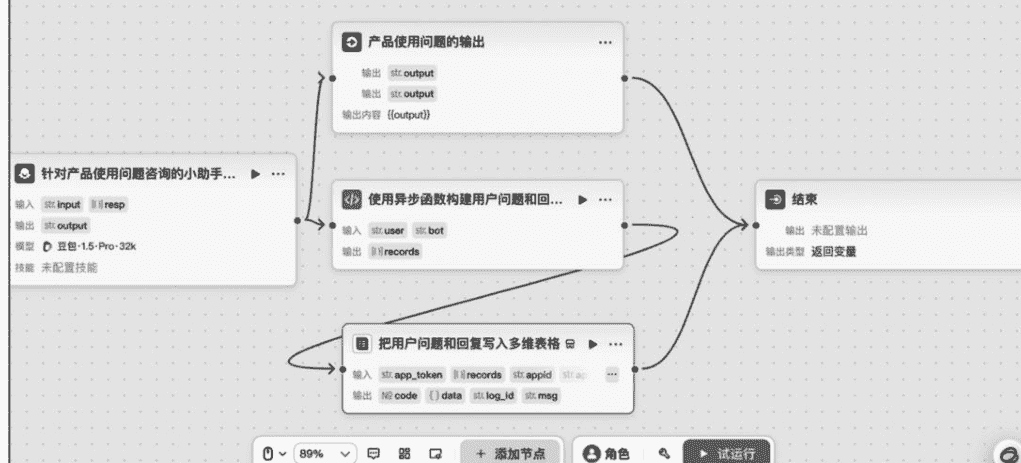 产品使用问题的输出
输出 str.output
输出 str.output
输出内容 {{output}}
针对产品使用问题咨询的小助手...
输入 str.input [!] resp
输出 str.output
模型 豆包·1.5·Pro·32k
技能 未配置技能
使用异步函数构建用户问题和回...
输入 str.user str.bot
输出 [!] records
结束
输出 未配置输出
输出类型 返回变量
把用户问题和回复写入多维表格
输入 str.app_token [!] records str.appid str.ap
输出 № code { } data str.log_id str.msg
89% + 添加节点 角色 试运行